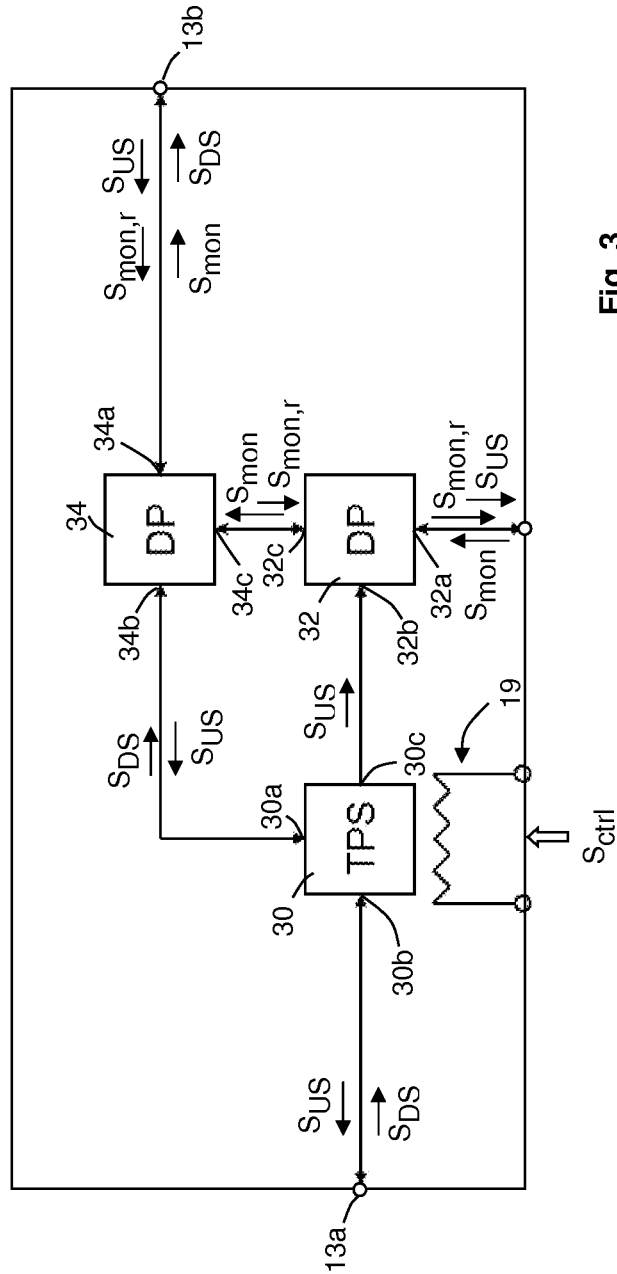 13b
S_US
S_DS
S_mon,r
S_mon
34
34a
DP
34b
34c
S_mon
S_mon,r
32c
32
DP
32a
32b
S_mon,r
S_US
S_mon
S_DS
S_US
S_US
30a
30c
TPS
30
30b
19
S_ctrl
S_US
S_DS
13a
Fig. 3